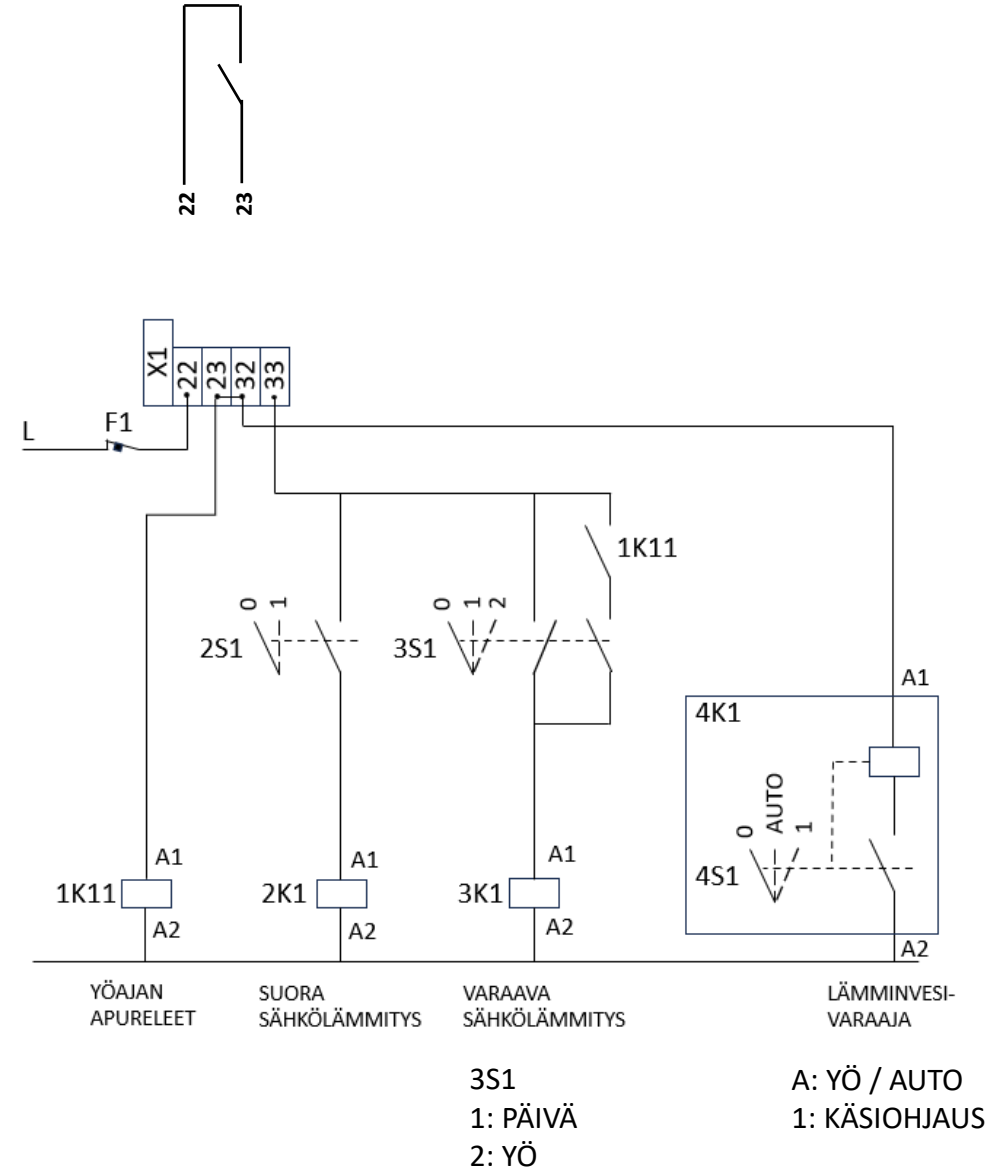 22
23
X1
22
23
32
33
L
F1
1K11
0
1
2S1
0
1
2
3S1
A1
4K1
0
AUTO
1
4S1
A1
1K11
A2
A1
2K1
A2
A1
3K1
A2
A2
YÖAJAN
APURELEET
SUORA
SÄHKÖLÄMMITYS
VARAAVA
SÄHKÖLÄMMITYS
LÄMMINVESI-
VARAAJA
3S1
1: PÄIVÄ
2: YÖ
A: YÖ / AUTO
1: KÄSIOHJAUS